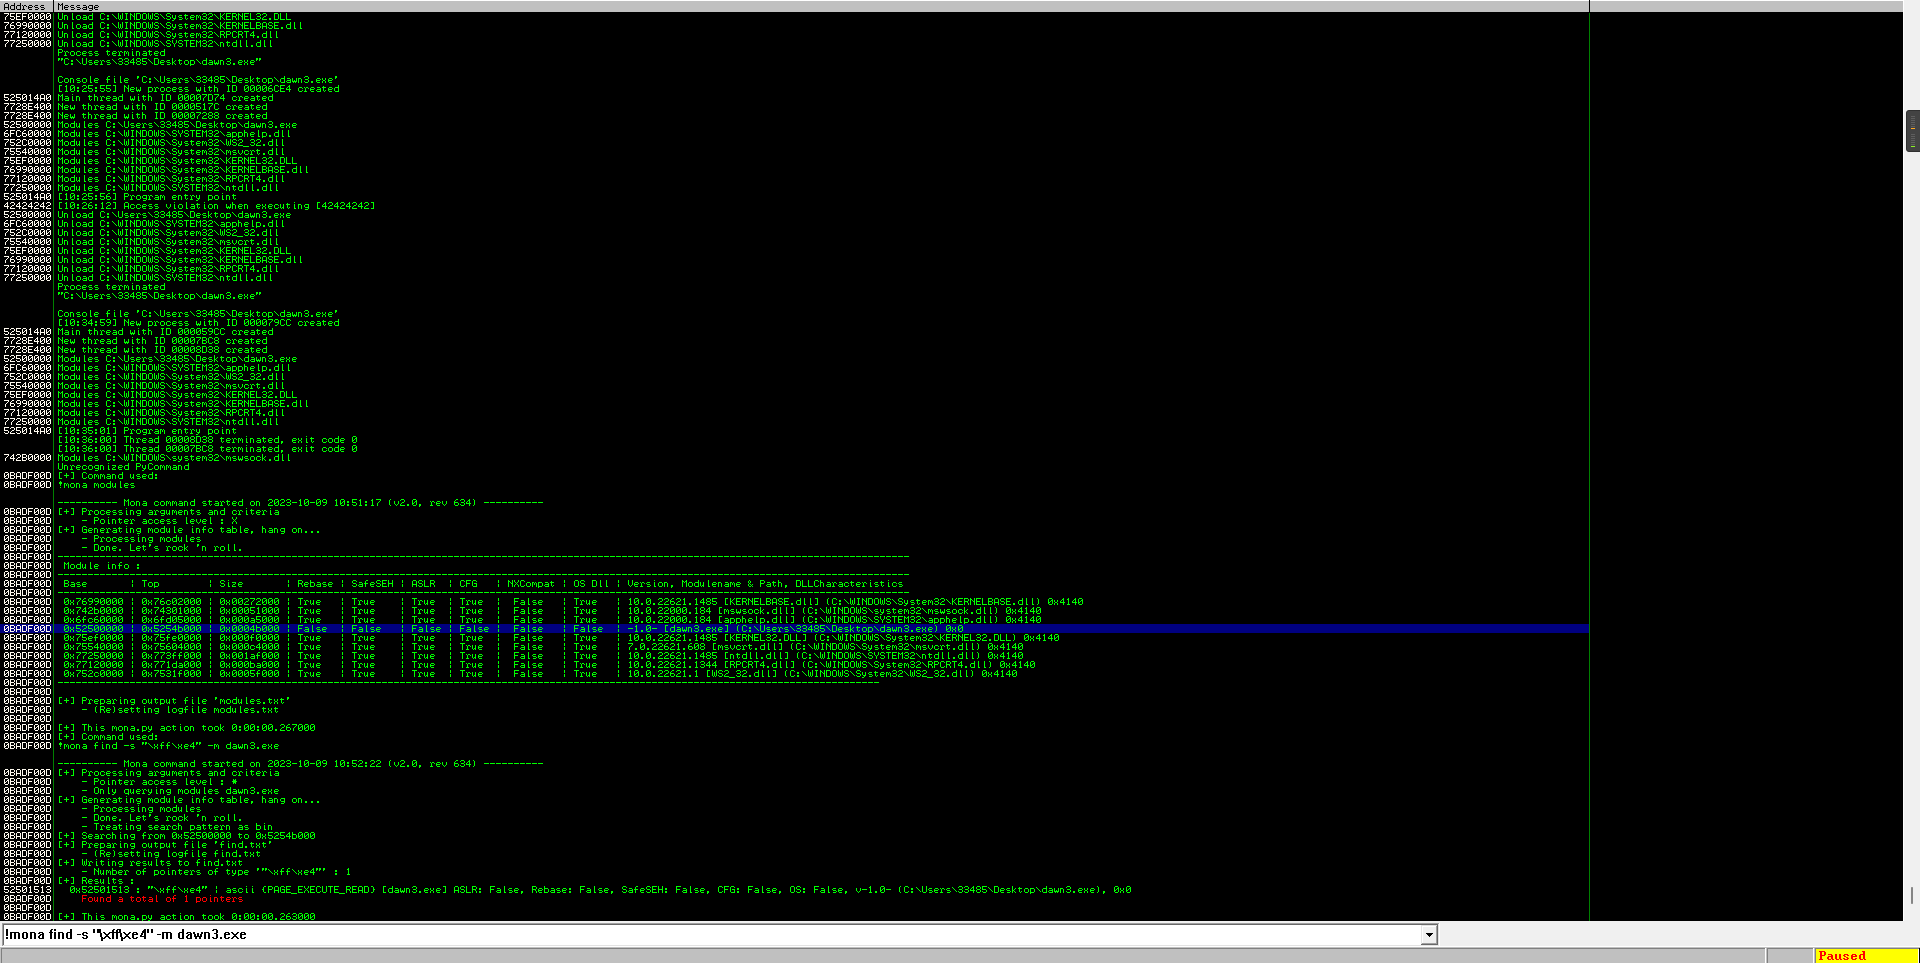 Address Message
75EF0000 Unload C:\WINDOWS\System32\KERNEL32.DLL
76990000 Unload C:\WINDOWS\System32\KERNELBASE.dll
77120000 Unload C:\WINDOWS\System32\RPCRT4.dll
77250000 Unload C:\WINDOWS\SYSTEM32\ntdll.dll
Process terminated
"C:\Users\33485\Desktop\dawn3.exe"
Console file 'C:\Users\33485\Desktop\dawn3.exe'
[10:25:55] New process with ID 00006CE4 created
525014A0 Main thread with ID 00007D74 created
7728E400 New thread with ID 0000517C created
7728E400 New thread with ID 00007288 created
52500000 Modules C:\Users\33485\Desktop\dawn3.exe
6FC60000 Modules C:\WINDOWS\SYSTEM32\apphelp.dll
752C0000 Modules C:\WINDOWS\System32\WS2_32.dll
75540000 Modules C:\WINDOWS\System32\msvcrt.dll
75EF0000 Modules C:\WINDOWS\System32\KERNEL32.DLL
76990000 Modules C:\WINDOWS\System32\KERNELBASE.dll
77120000 Modules C:\WINDOWS\System32\RPCRT4.dll
77250000 Modules C:\WINDOWS\SYSTEM32\ntdll.dll
525014A0 [10:25:56] Program entry point
42424242 [10:26:12] Access violation when executing [42424242]
52500000 Unload C:\Users\33485\Desktop\dawn3.exe
6FC60000 Unload C:\WINDOWS\SYSTEM32\apphelp.dll
752C0000 Unload C:\WINDOWS\System32\WS2_32.dll
75540000 Unload C:\WINDOWS\System32\msvcrt.dll
75EF0000 Unload C:\WINDOWS\System32\KERNEL32.DLL
76990000 Unload C:\WINDOWS\System32\KERNELBASE.dll
77120000 Unload C:\WINDOWS\System32\RPCRT4.dll
77250000 Unload C:\WINDOWS\SYSTEM32\ntdll.dll
Process terminated
"C:\Users\33485\Desktop\dawn3.exe"
Console file 'C:\Users\33485\Desktop\dawn3.exe'
[10:34:59] New process with ID 000079CC created
525014A0 Main thread with ID 000059CC created
7728E400 New thread with ID 00007BC8 created
7728E400 New thread with ID 00008D38 created
52500000 Modules C:\Users\33485\Desktop\dawn3.exe
6FC60000 Modules C:\WINDOWS\SYSTEM32\apphelp.dll
752C0000 Modules C:\WINDOWS\System32\WS2_32.dll
75540000 Modules C:\WINDOWS\System32\msvcrt.dll
75EF0000 Modules C:\WINDOWS\System32\KERNEL32.DLL
76990000 Modules C:\WINDOWS\System32\KERNELBASE.dll
77120000 Modules C:\WINDOWS\System32\RPCRT4.dll
77250000 Modules C:\WINDOWS\SYSTEM32\ntdll.dll
525014A0 [10:35:01] Program entry point
[10:36:00] Thread 00008D38 terminated, exit code 0
[10:36:00] Thread 00007BC8 terminated, exit code 0
742B0000 Modules C:\WINDOWS\system32\mswsock.dll
Unrecognized PyCommand
0BADF00D [+] Command used:
0BADF00D !mona modules
---------- Mona command started on 2023-10-09 10:51:17 (v2.0, rev 634) ----------
0BADF00D [+] Processing arguments and criteria
0BADF00D - Pointer access level : X
0BADF00D [+] Generating module info table, hang on...
0BADF00D - Processing modules
0BADF00D - Done. Let's rock 'n roll.
0BADF00D ----------------------------------------------------------------------------------------------------------------------------------------------
0BADF00D Module info :
0BADF00D ----------------------------------------------------------------------------------------------------------------------------------------------
0BADF00D Base | Top | Size | Rebase | SafeSEH | ASLR | CFG | NXCompat | OS Dll | Version, Modulename & Path, DLLCharacteristics
0BADF00D ----------------------------------------------------------------------------------------------------------------------------------------------
0BADF00D 0x76990000 | 0x76c02000 | 0x00272000 | True | True | True | True | False | True | 10.0.22621.1485 [KERNELBASE.dll] (C:\WINDOWS\System32\KERNELBASE.dll) 0x4140
0BADF00D 0x742b0000 | 0x74301000 | 0x00051000 | True | True | True | True | False | True | 10.0.22000.184 [mswsock.dll] (C:\WINDOWS\system32\mswsock.dll) 0x4140
0BADF00D 0x6fc60000 | 0x6fd05000 | 0x000a5000 | True | True | True | True | False | True | 10.0.22000.184 [apphelp.dll] (C:\WINDOWS\SYSTEM32\apphelp.dll) 0x4140
0BADF00D 0x52500000 | 0x5254b000 | 0x0004b000 | False | False | False | False | False | False | -1.0- [dawn3.exe] (C:\Users\33485\Desktop\dawn3.exe) 0x0
0BADF00D 0x75ef0000 | 0x75fe0000 | 0x000f0000 | True | True | True | True | False | True | 10.0.22621.1485 [KERNEL32.DLL] (C:\WINDOWS\System32\KERNEL32.DLL) 0x4140
0BADF00D 0x75540000 | 0x75604000 | 0x000c4000 | True | True | True | True | False | True | 7.0.22621.608 [msvcrt.dll] (C:\WINDOWS\System32\msvcrt.dll) 0x4140
0BADF00D 0x77250000 | 0x773ff000 | 0x001af000 | True | True | True | True | False | True | 10.0.22621.1485 [ntdll.dll] (C:\WINDOWS\SYSTEM32\ntdll.dll) 0x4140
0BADF00D 0x77120000 | 0x771da000 | 0x000ba000 | True | True | True | True | False | True | 10.0.22621.1344 [RPCRT4.dll] (C:\WINDOWS\System32\RPCRT4.dll) 0x4140
0BADF00D 0x752c0000 | 0x7531f000 | 0x0005f000 | True | True | True | True | False | True | 10.0.22621.1 [WS2_32.dll] (C:\WINDOWS\System32\WS2_32.dll) 0x4140
0BADF00D -----------------------------------------------------------------------------------------------------------------------------------------
0BADF00D
0BADF00D [+] Preparing output file 'modules.txt'
0BADF00D - (Re)setting logfile modules.txt
0BADF00D
0BADF00D [+] This mona.py action took 0:00:00.267000
0BADF00D [+] Command used:
0BADF00D !mona find -s "\xff\xe4" -m dawn3.exe
---------- Mona command started on 2023-10-09 10:52:22 (v2.0, rev 634) ----------
0BADF00D [+] Processing arguments and criteria
0BADF00D - Pointer access level : *
0BADF00D - Only querying modules dawn3.exe
0BADF00D [+] Generating module info table, hang on...
0BADF00D - Processing modules
0BADF00D - Done. Let's rock 'n roll.
0BADF00D - Treating search pattern as bin
0BADF00D [+] Searching from 0x52500000 to 0x5254b000
0BADF00D [+] Preparing output file 'find.txt'
0BADF00D - (Re)setting logfile find.txt
0BADF00D [+] Writing results to find.txt
0BADF00D - Number of pointers of type '"\xff\xe4"' : 1
0BADF00D [+] Results :
52501513 0x52501513 : "\xff\xe4" | ascii {PAGE_EXECUTE_READ} [dawn3.exe] ASLR: False, Rebase: False, SafeSEH: False, CFG: False, OS: False, v-1.0- (C:\Users\33485\Desktop\dawn3.exe), 0x0
0BADF00D Found a total of 1 pointers
0BADF00D
0BADF00D [+] This mona.py action took 0:00:00.263000
!mona find -s "\xff\xe4" -m dawn3.exe
Paused